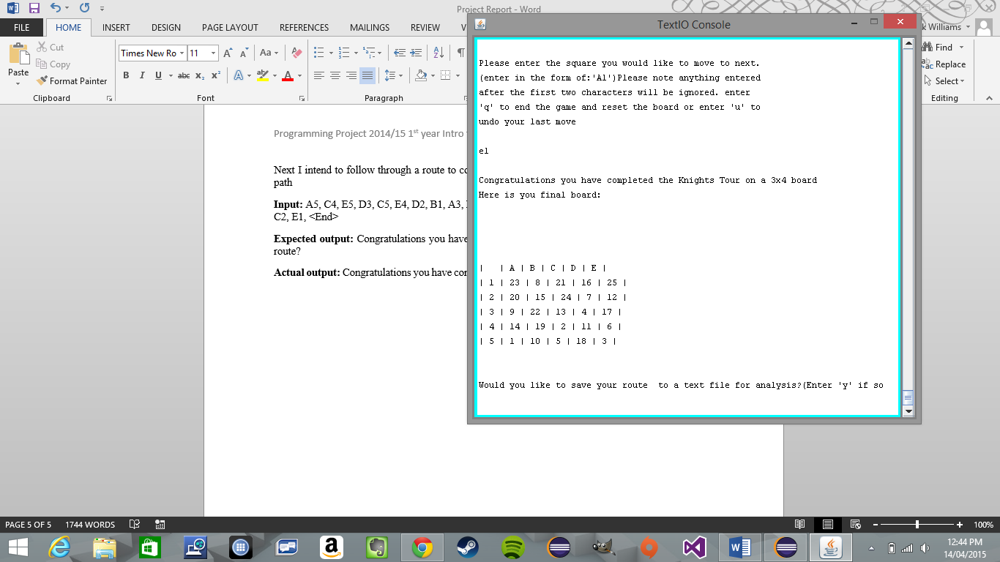 Project Report - Word
FILE HOME INSERT DESIGN PAGE LAYOUT REFERENCES MAILINGS REVIEW
Williams
Paste
Cut
Copy
Format Painter
Clipboard
Times New Ro 11
Font
Paragraph
Find
Replace
Select
Editing
Programming Project 2014/15 1st year Intro
Next I intend to follow through a route to
path
Input: A5, C4, E5, D3, C5, E4, D2, B1, A3,
C2, E1, <End>
Expected output: Congratulations you have
route?
Actual output: Congratulations you have
TextIO Console
Please enter the square you would like to move to next.
(enter in the form of:'A1')Please note anything entered
after the first two characters will be ignored. enter
'q' to end the game and reset the board or enter 'u' to
undo your last move
e1
Congratulations you have completed the Knights Tour on a 3x4 board
Here is you final board:
| | A | B | C | D | E |
| 1 | 23 | 8 | 21 | 16 | 25 |
| 2 | 20 | 15 | 24 | 7 | 12 |
| 3 | 9 | 22 | 13 | 4 | 17 |
| 4 | 14 | 19 | 2 | 11 | 6 |
| 5 | 1 | 10 | 5 | 18 | 3 |
Would you like to save your route to a text file for analysis?(Enter 'y' if so
PAGE 5 OF 5 1744 WORDS
100%
12:44 PM
14/04/2015